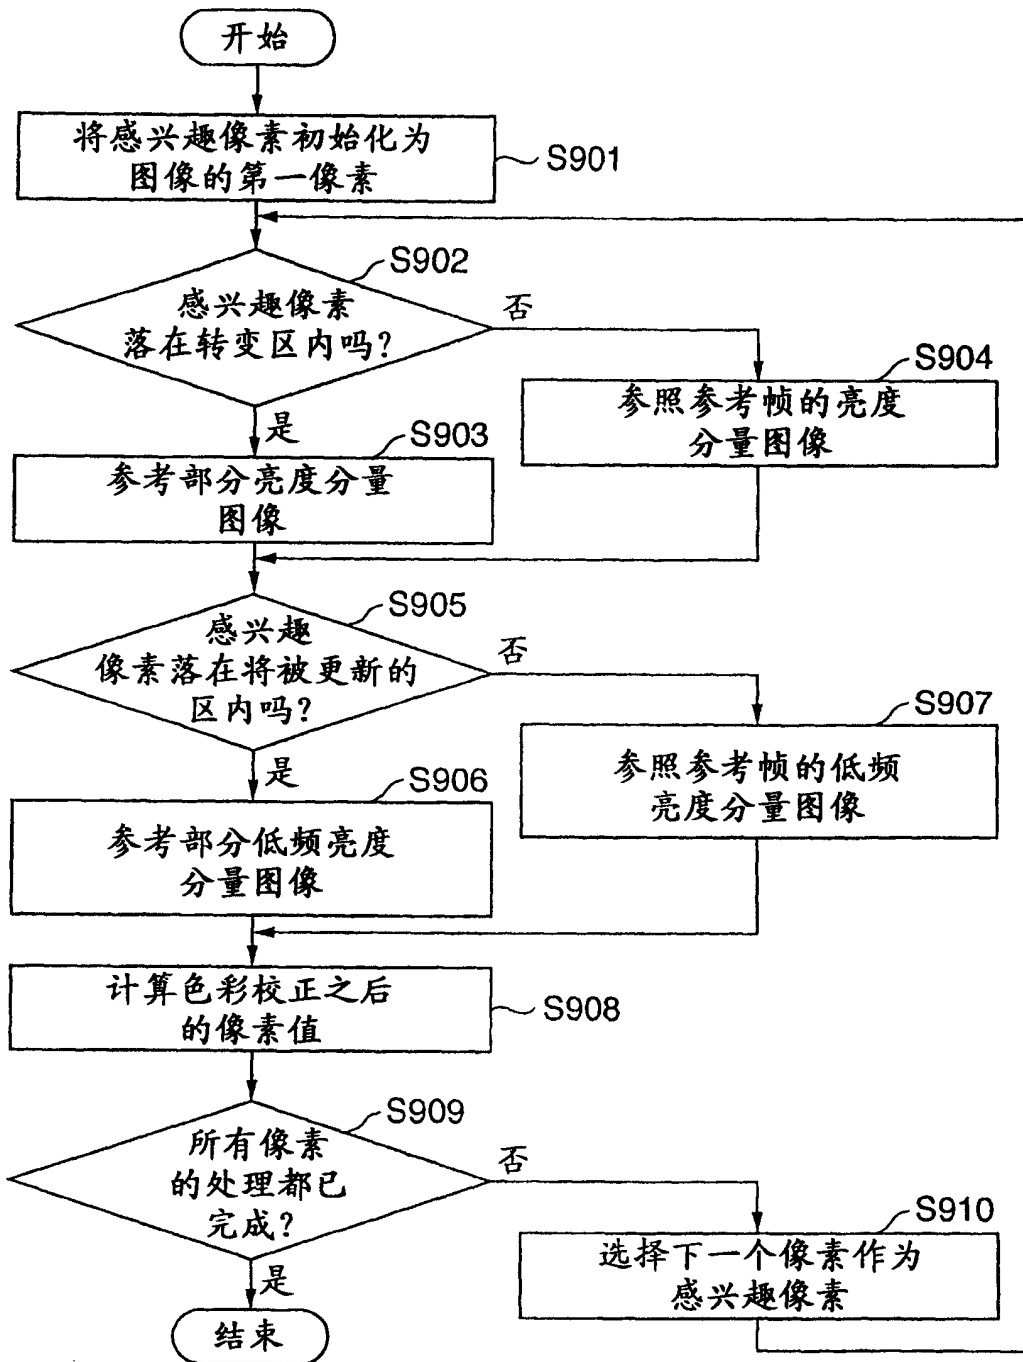 开始
将感兴趣像素初始化为
图像的第一像素
S901
S902
感兴趣像素
落在转变区内吗?
否
是
S904
参照参考帧的亮度
分量图像
S903
参考部分亮度分量
图像
S905
感兴趣
像素落在将被更新的
区内吗?
否
是
S907
参照参考帧的低频
亮度分量图像
S906
参考部分低频亮度
分量图像
计算色彩校正之后
的像素值
S908
S909
所有像素
的处理都已
完成?
否
是
S910
选择下一个像素作为
感兴趣像素
结束